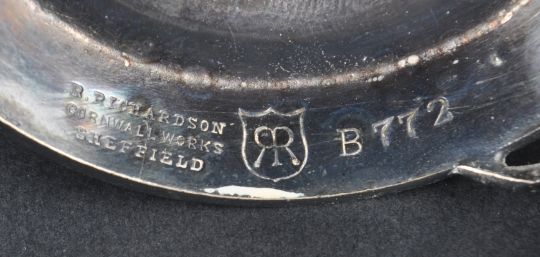 R. RICHARDSON
CORNWALL WORKS
SHEFFIELD
RR
B 772